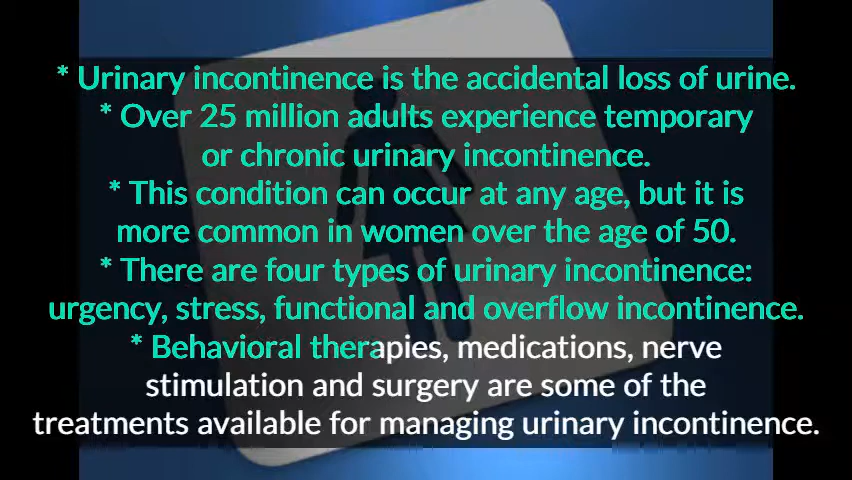 * Urinary incontinence is the accidental loss of urine.
* Over 25 million adults experience temporary
or chronic urinary incontinence.
* This condition can occur at any age, but it is
more common in women over the age of 50.
* There are four types of urinary incontinence:
urgency, stress, functional and overflow incontinence.
* Behavioral therapies, medications, nerve
stimulation and surgery are some of the
treatments available for managing urinary incontinence.